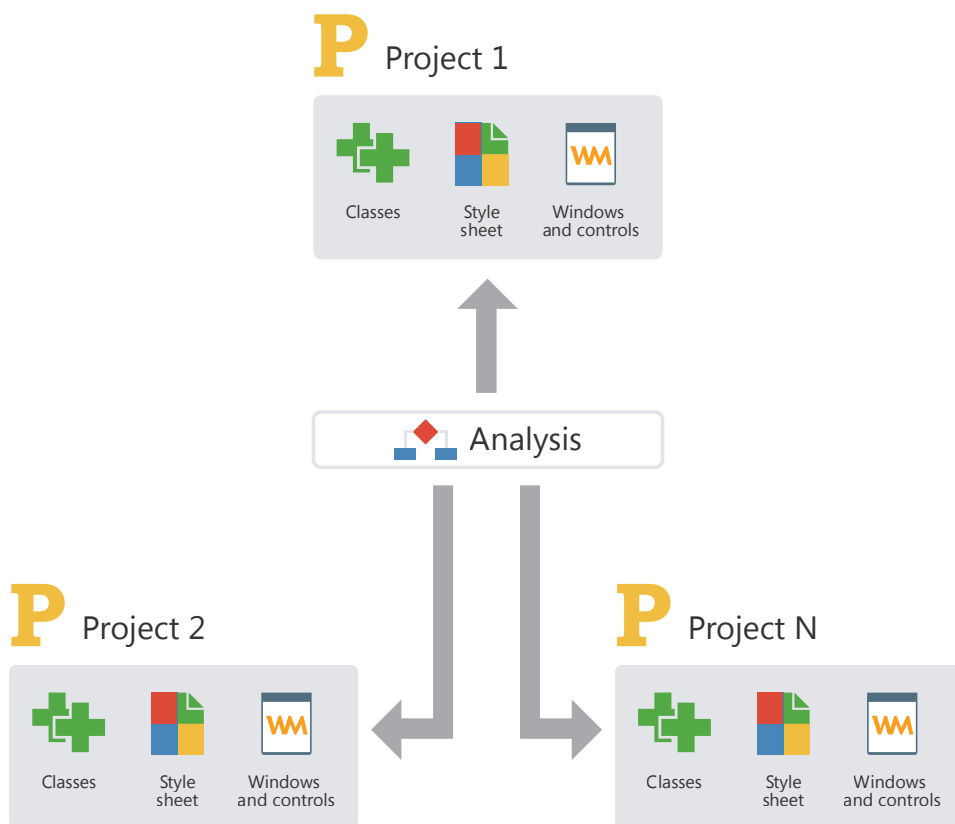 P Project 1
WM
Classes
Style
sheet
Windows
and controls
Analysis
P Project 2
WM
Classes
Style
sheet
Windows
and controls
P Project N
WM
Classes
Style
sheet
Windows
and controls